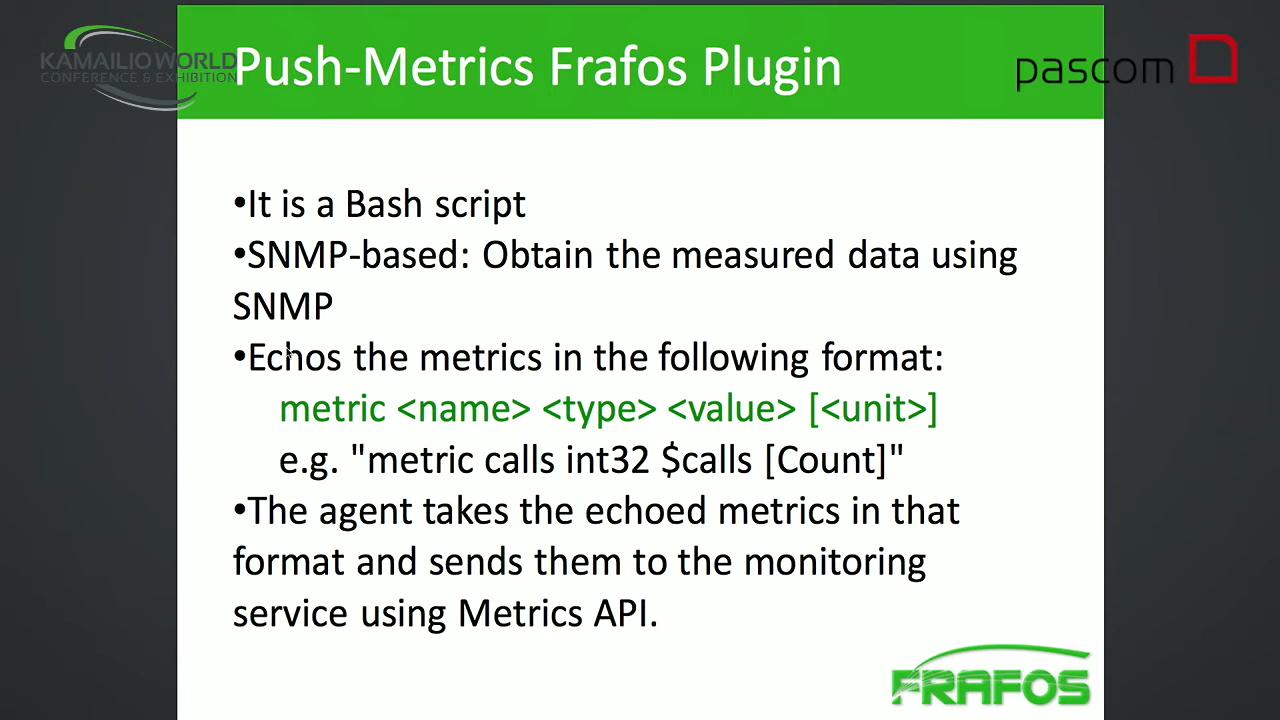 KAMAILIO WORLD
CONFERENCE & EXHIBITION
Push-Metrics Frafos Plugin
pascom
•It is a Bash script
•SNMP-based: Obtain the measured data using
SNMP
•Echos the metrics in the following format:
metric <name> <type> <value> [<unit>]
e.g. "metric calls int32 $calls [Count]"
•The agent takes the echoed metrics in that
format and sends them to the monitoring
service using Metrics API.
FRAFOS